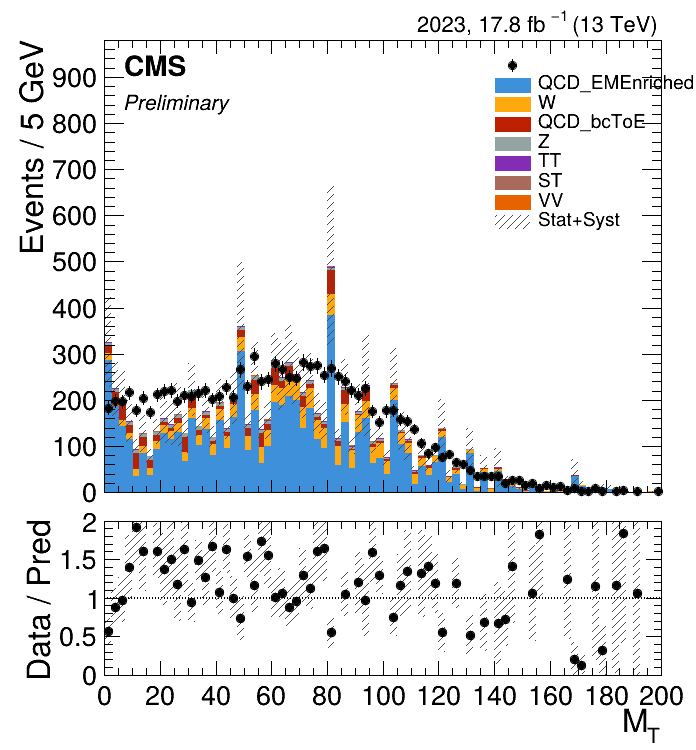 2023, 17.8 fb⁻¹ (13 TeV)
CMS
Preliminary
QCD_EMEnriched
W
QCD_bcToE
Z
TT
ST
VV
Stat+Syst
Events / 5 GeV
900
800
700
600
500
400
300
200
100
0
Data / Pred
2
1.5
1
0.5
0
0 20 40 60 80 100 120 140 160 180 200
M_T